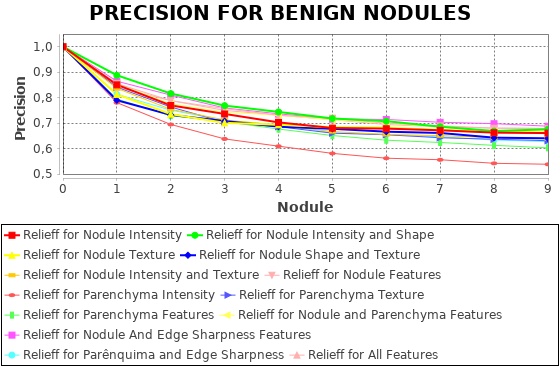 PRECISION FOR BENIGN NODULES
1,0
0,9
0,8
0,7
0,6
0,5
Precision
0 1 2 3 4 5 6 7 8 9
Nodule
Relieff for Nodule Intensity Relieff for Nodule Intensity and Shape
Relieff for Nodule Texture Relieff for Nodule Shape and Texture
Relieff for Nodule Intensity and Texture Relieff for Nodule Features
Relieff for Parenchyma Intensity Relieff for Parenchyma Texture
Relieff for Parenchyma Features Relieff for Nodule and Parenchyma Features
Relieff for Nodule And Edge Sharpness Features
Relieff for Parênquima and Edge Sharpness Relieff for All Features